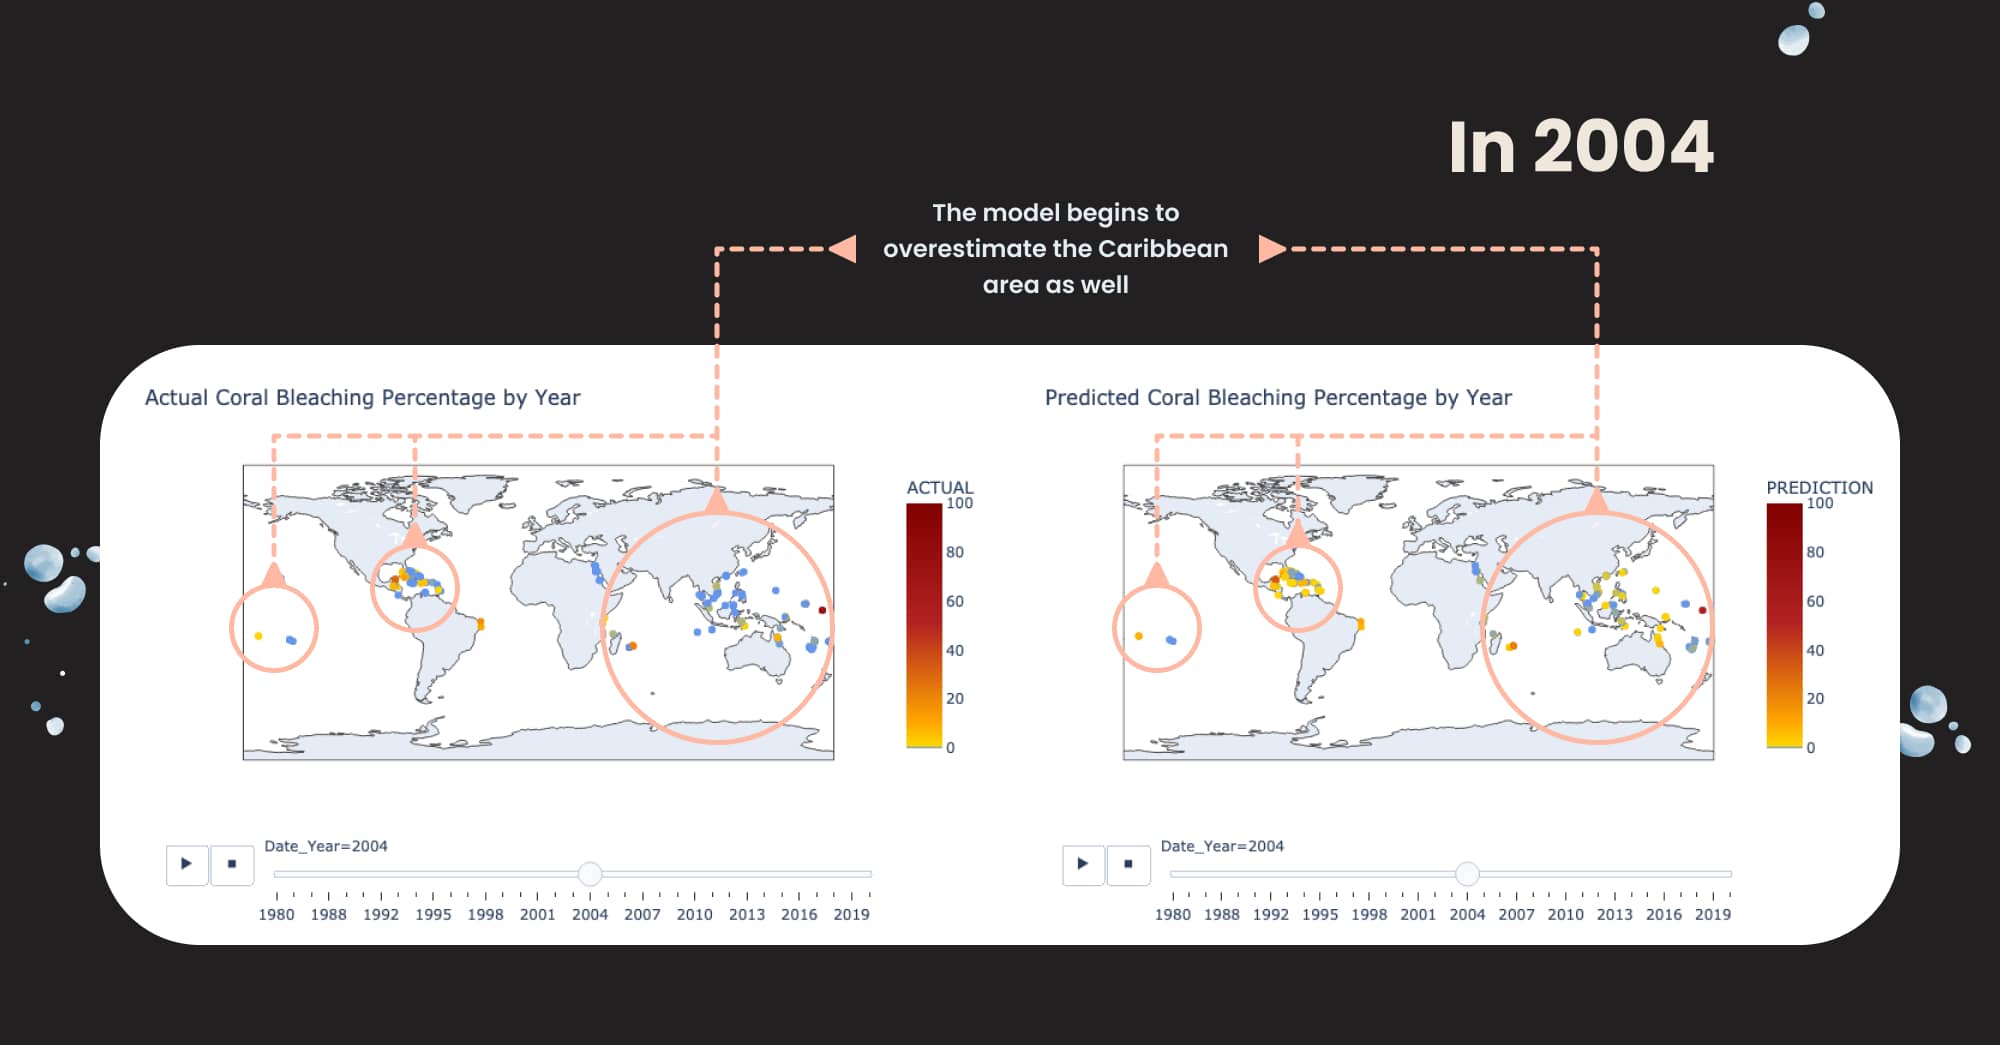 In 2004
The model begins to
overestimate the Caribbean
area as well
Actual Coral Bleaching Percentage by Year
ACTUAL
100
80
60
40
20
0
Date_Year=2004
1980 1988 1992 1995 1998 2001 2004 2007 2010 2013 2016 2019
Predicted Coral Bleaching Percentage by Year
PREDICTION
100
80
60
40
20
0
Date_Year=2004
1980 1988 1992 1995 1998 2001 2004 2007 2010 2013 2016 2019